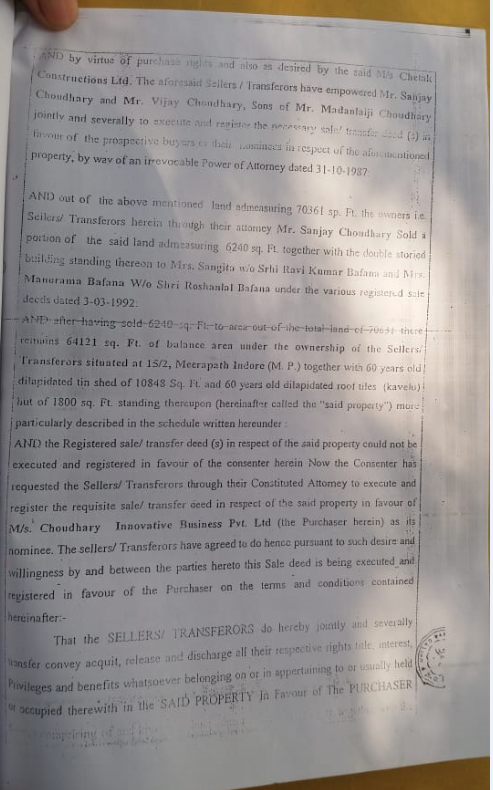 AND by virtue of purchase rights and also as desired by the said M/s Chetak
Constructions Ltd. The aforesaid Sellers / Transferors have empowered Mr. Sanjay
Choudhary and Mr. Vijay Choudhary, Sons of Mr. Madanlalji Choudhary
jointly and severally to execute and register the necessary sale/ transfer deed (s) in
favour of the prospective buyers or their nominees in respect of the aforementioned
property, by way of an irrevocable Power of Attorney dated 31-10-1987
AND out of the above mentioned land admeasuring 70361 sp. Ft. the owners i.e.
Sellers/ Transferors herein through their attorney Mr. Sanjay Choudhary Sold a
portion of the said land admeasuring 6240 sq. Ft. together with the double storied
building standing thereon to Mrs. Sangita w/o Srhi Ravi Kumar Bafana and Mrs.
Manorama Bafana W/o Shri Roshanlal Bafana under the various registered sale
deeds dated 3-03-1992:
AND after having sold 6240 sq. Ft. to area out of the total land of 70631 there
remains 64121 sq. Ft. of balance area under the ownership of the Sellers/
Transferors situated at 15/2, Meerapath Indore (M. P.) together with 60 years old
dilapidated tin shed of 10848 Sq. Ft. and 60 years old dilapidated roof tiles (kavelu)
hut of 1800 sq. Ft. standing thereupon (hereinafter called the "said property") more
particularly described in the schedule written hereunder :
AND the Registered sale/ transfer deed (s) in respect of the said property could not be
executed and registered in favour of the consenter herein Now the Consenter has
requested the Sellers/ Transferors through their Constituted Attorney to execute and
register the requisite sale/ transfer deed in respect of the said property in favour of
M/s. Choudhary Innovative Business Pvt. Ltd (the Purchaser herein) as its
nominee. The sellers/ Transferors have agreed to do hence pursuant to such desire and
willingness by and between the parties hereto this Sale deed is being executed and
registered in favour of the Purchaser on the terms and conditions contained
hereinafter:-
That the SELLERS/ TRANSFERORS do hereby jointly and severally
transfer convey acquit, release and discharge all their respective rights title, interest,
Privileges and benefits whatsoever belonging on or in appertaining to or usually held
or occupied therewith in the SAID PROPERTY In Favour of The PURCHASER
comprising of